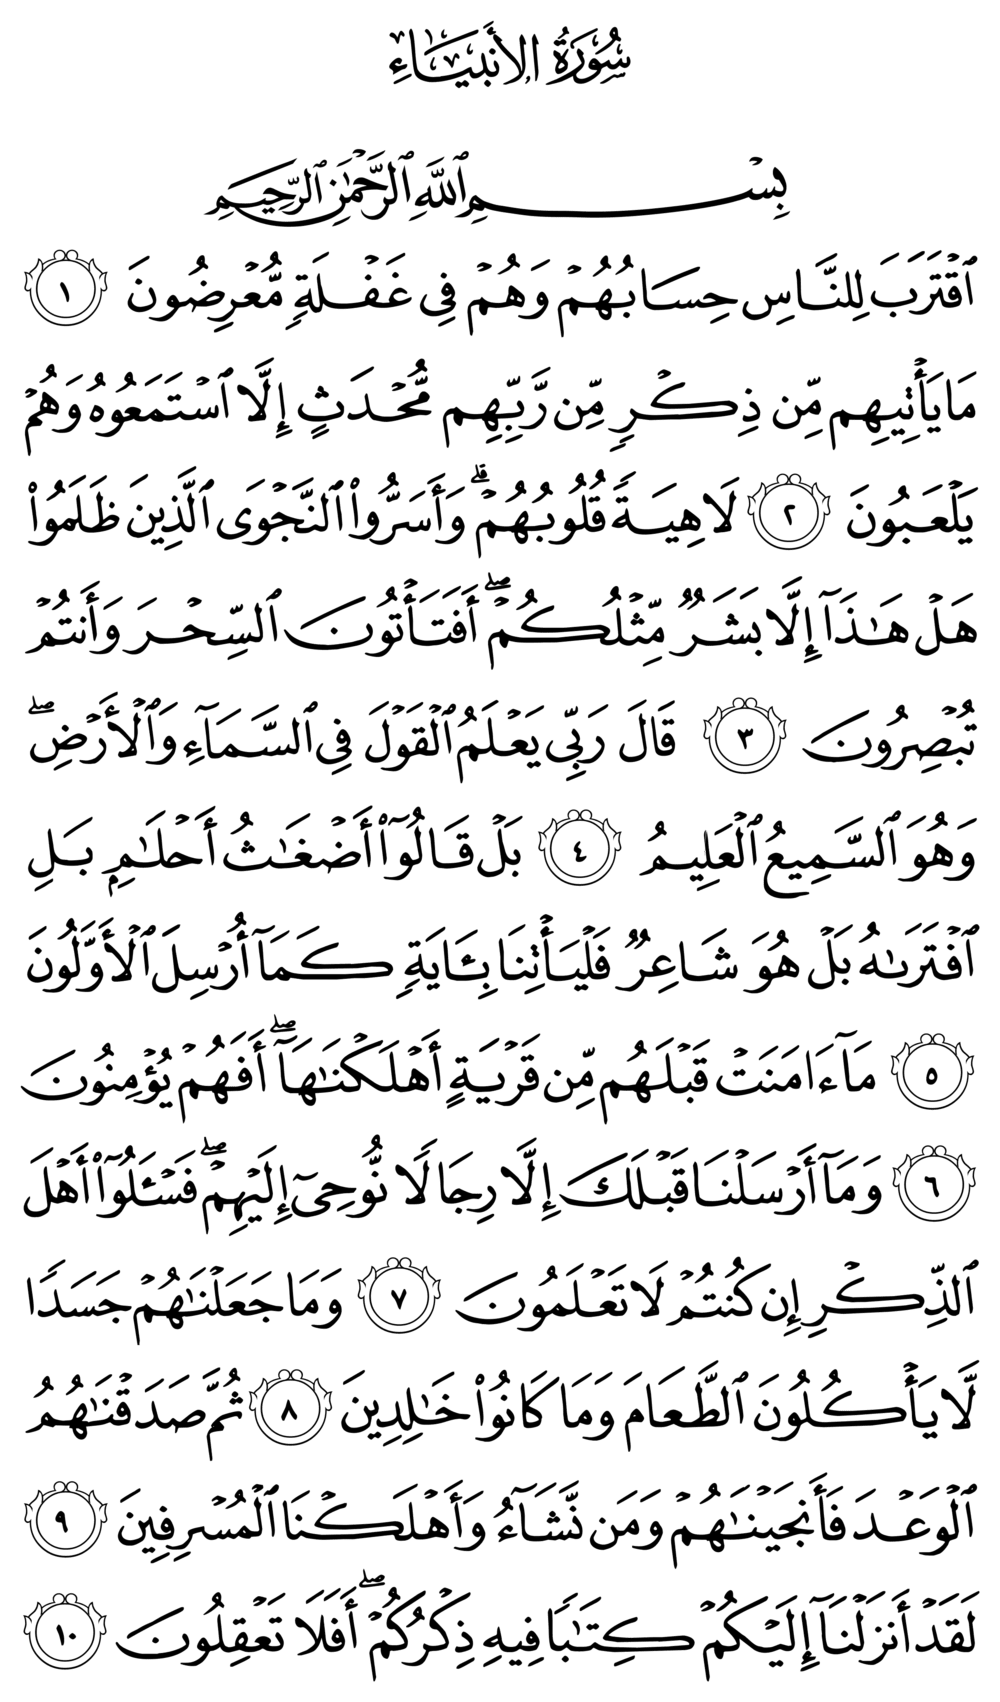 سُورَةُ الأَنبِيَاءِ
بِسْمِ ٱللَّهِ ٱلرَّحْمَٰنِ ٱلرَّحِيمِ
ٱقْتَرَبَ لِلنَّاسِ حِسَابُهُمْ وَهُمْ فِى غَفْلَةٍ مُّعْرِضُونَ ١
مَا يَأْتِيهِم مِّن ذِكْرٍ مِّن رَّبِّهِم مُّحْدَثٍ إِلَّا ٱسْتَمَعُوهُ وَهُمْ
يَلْعَبُونَ ٢ لَاهِيَةً قُلُوبُهُمْ ۗ وَأَسَرُّوا۟ ٱلنَّجْوَى ٱلَّذِينَ ظَلَمُوا۟
هَلْ هَـٰذَآ إِلَّا بَشَرٌ مِّثْلُكُمْ ۖ أَفَتَأْتُونَ ٱلسِّحْرَ وَأَنتُمْ
تُبْصِرُونَ ٣ قَالَ رَبِّى يَعْلَمُ ٱلْقَوْلَ فِى ٱلسَّمَآءِ وَٱلْأَرْضِ ۖ
وَهُوَ ٱلسَّمِيعُ ٱلْعَلِيمُ ٤ بَلْ قَالُوٓا۟ أَضْغَـٰثُ أَحْلَـٰمٍۭ بَلِ
ٱفْتَرَىٰهُ بَلْ هُوَ شَاعِرٌ فَلْيَأْتِنَا بِـَٔايَةٍ كَمَآ أُرْسِلَ ٱلْأَوَّلُونَ
٥ مَآ ءَامَنَتْ قَبْلَهُم مِّن قَرْيَةٍ أَهْلَكْنَـٰهَآ ۖ أَفَهُمْ يُؤْمِنُونَ
٦ وَمَآ أَرْسَلْنَا قَبْلَكَ إِلَّا رِجَالًا نُّوحِىٓ إِلَيْهِمْ ۖ فَسْـَٔلُوٓا۟ أَهْلَ
ٱلذِّكْرِ إِن كُنتُمْ لَا تَعْلَمُونَ ٧ وَمَا جَعَلْنَـٰهُمْ جَسَدًا
لَّا يَأْكُلُونَ ٱلطَّعَامَ وَمَا كَانُوا۟ خَـٰلِدِينَ ٨ ثُمَّ صَدَقْنَـٰهُمُ
ٱلْوَعْدَ فَأَنجَيْنَـٰهُمْ وَمَن نَّشَآءُ وَأَهْلَكْنَا ٱلْمُسْرِفِينَ ٩
لَقَدْ أَنزَلْنَآ إِلَيْكُمْ كِتَـٰبًا فِيهِ ذِكْرُكُمْ ۖ أَفَلَا تَعْقِلُونَ ١٠